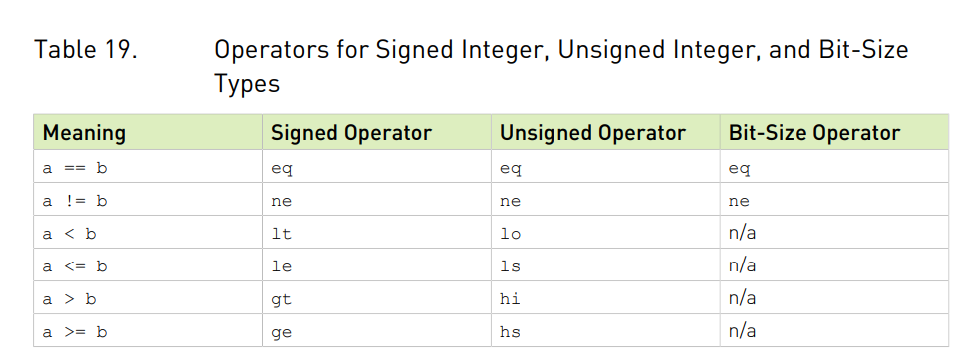 Table 19. Operators for Signed Integer, Unsigned Integer, and Bit-Size
Types
Meaning Signed Operator Unsigned Operator Bit-Size Operator
a == b eq eq eq
a != b ne ne ne
a < b lt lo n/a
a <= b le ls n/a
a > b gt hi n/a
a >= b ge hs n/a